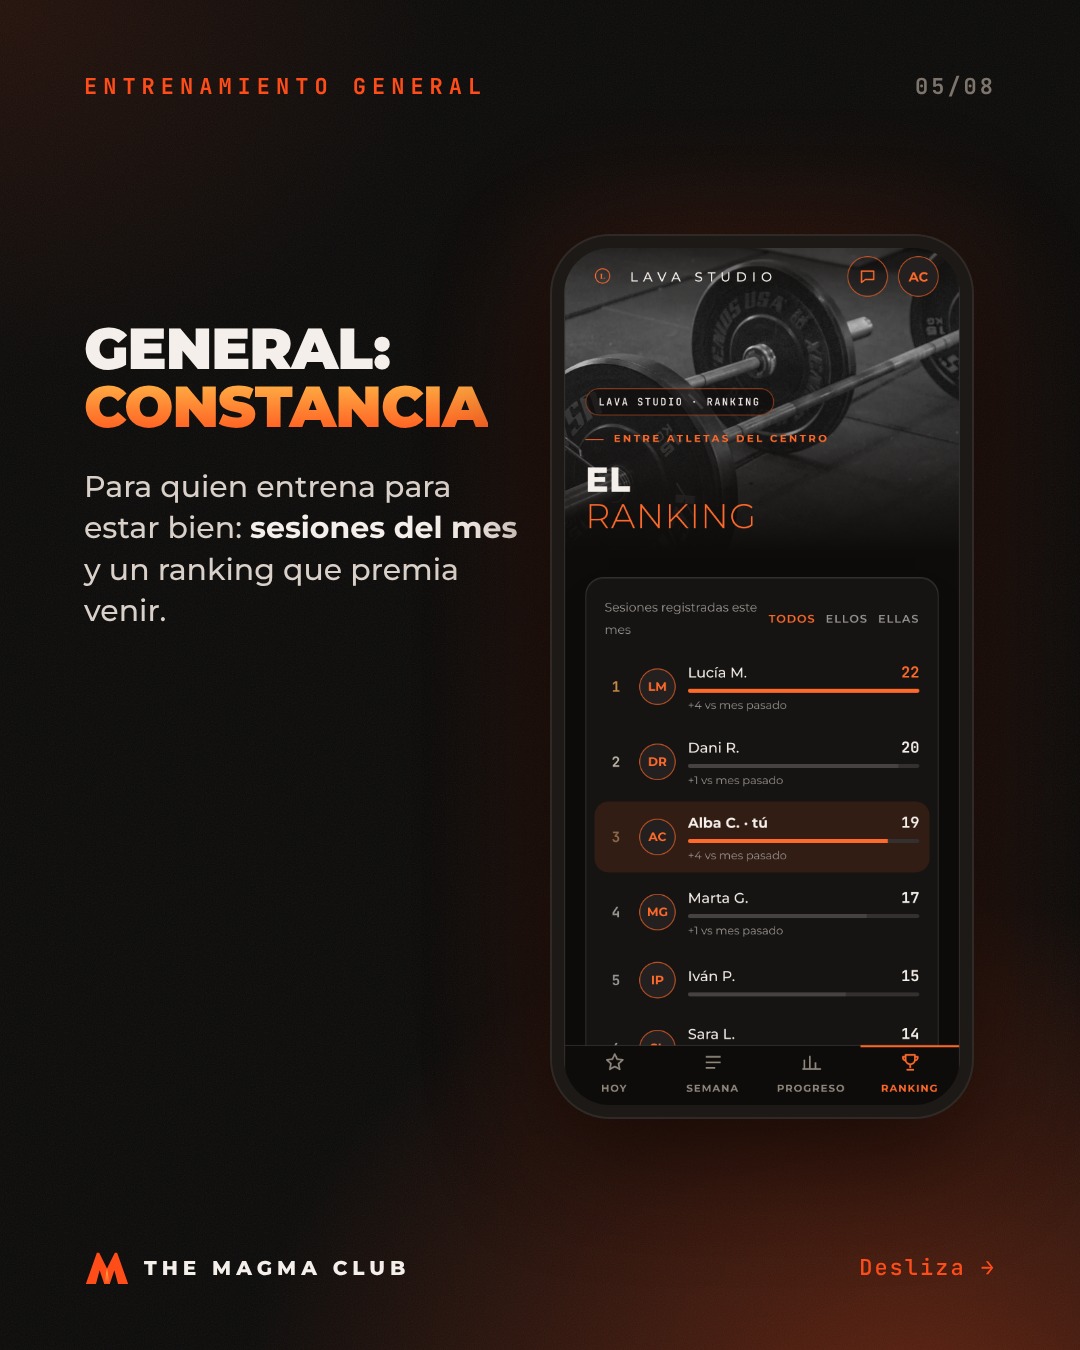 ENTRENAMIENTO GENERAL
05/08
GENERAL:
CONSTANCIA
Para quien entrena para
estar bien: sesiones del mes
y un ranking que premia
venir.
L
LAVA STUDIO
AC
LAVA STUDIO · RANKING
ENTRE ATLETAS DEL CENTRO
EL
RANKING
Sesiones registradas este
mes
TODOS ELLOS ELLAS
1 LM Lucía M. 22
+4 vs mes pasado
2 DR Dani R. 20
+1 vs mes pasado
3 AC Alba C. · tú 19
+4 vs mes pasado
4 MG Marta G. 17
+1 vs mes pasado
5 IP Iván P. 15
Sara L. 14
HOY SEMANA PROGRESO RANKING
THE MAGMA CLUB
Desliza →